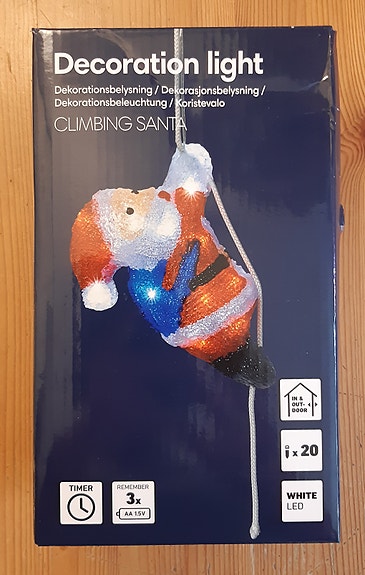 Decoration light
Dekorationsbelysning / Dekorasjonsbelysning /
Dekorationsbeleuchtung / Koristevalo
CLIMBING SANTA
IN &
OUT-
DOOR
x 20
WHITE
LED
TIMER
REMEMBER
3x
AA 1.5V